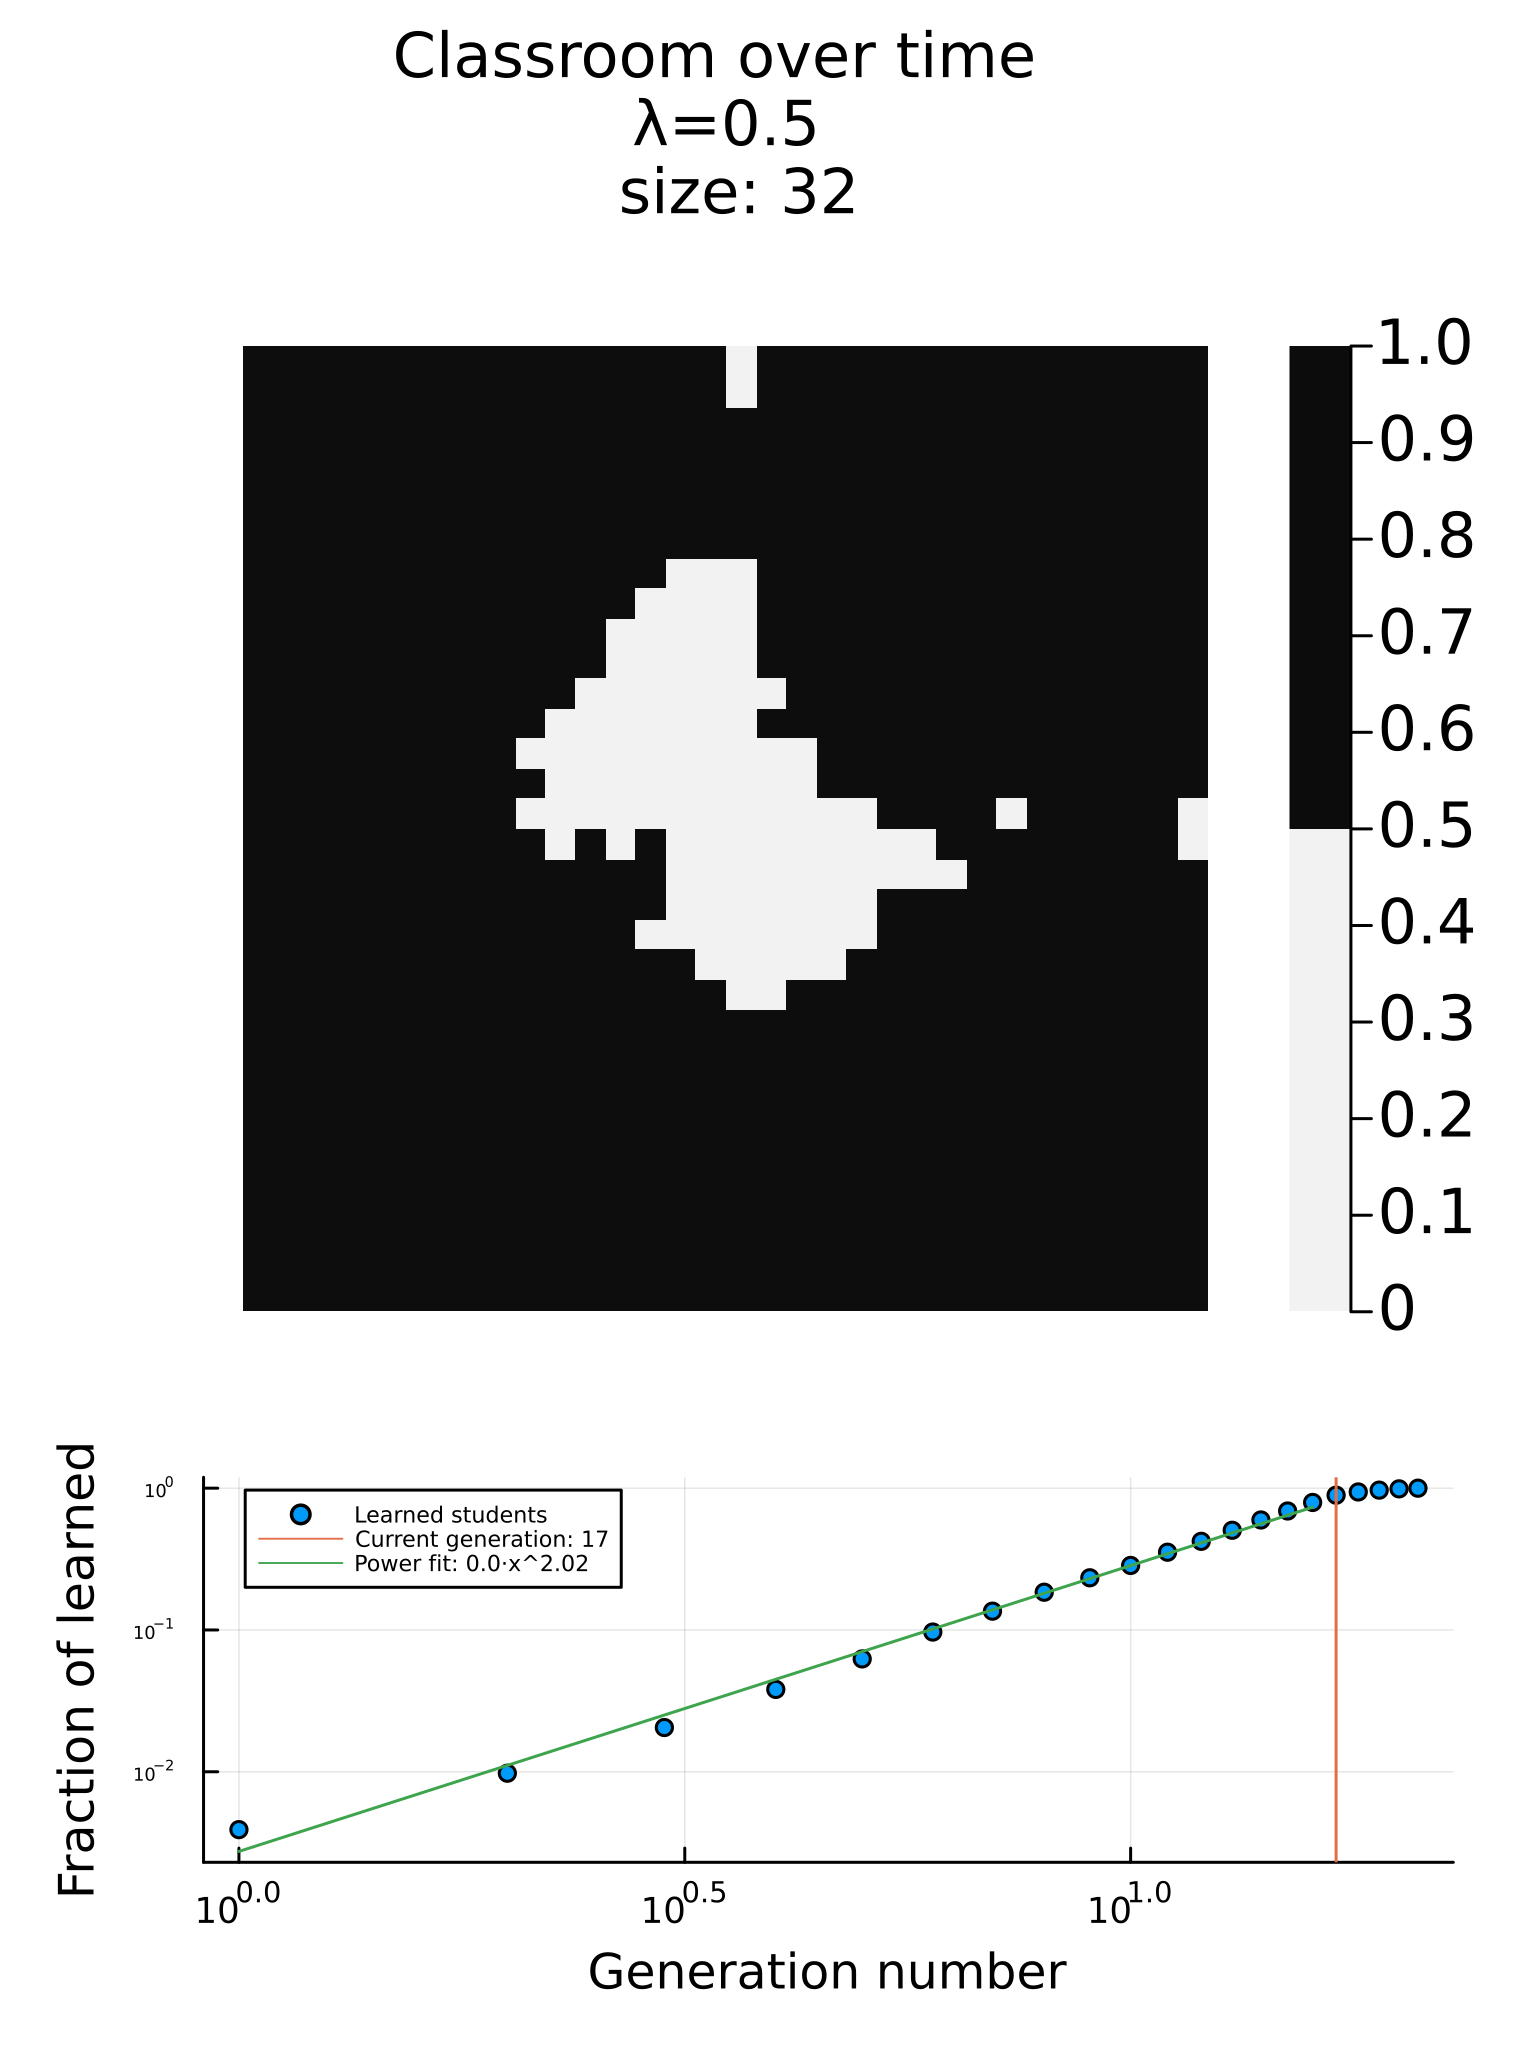 Classroom over time
λ=0.5
size: 32
1.0
0.9
0.8
0.7
0.6
0.5
0.4
0.3
0.2
0.1
0
Fraction of learned
10^0
10^−1
10^−2
Learned students
Current generation: 17
Power fit: 0.0·x^2.02
10^0.0
10^0.5
10^1.0
Generation number